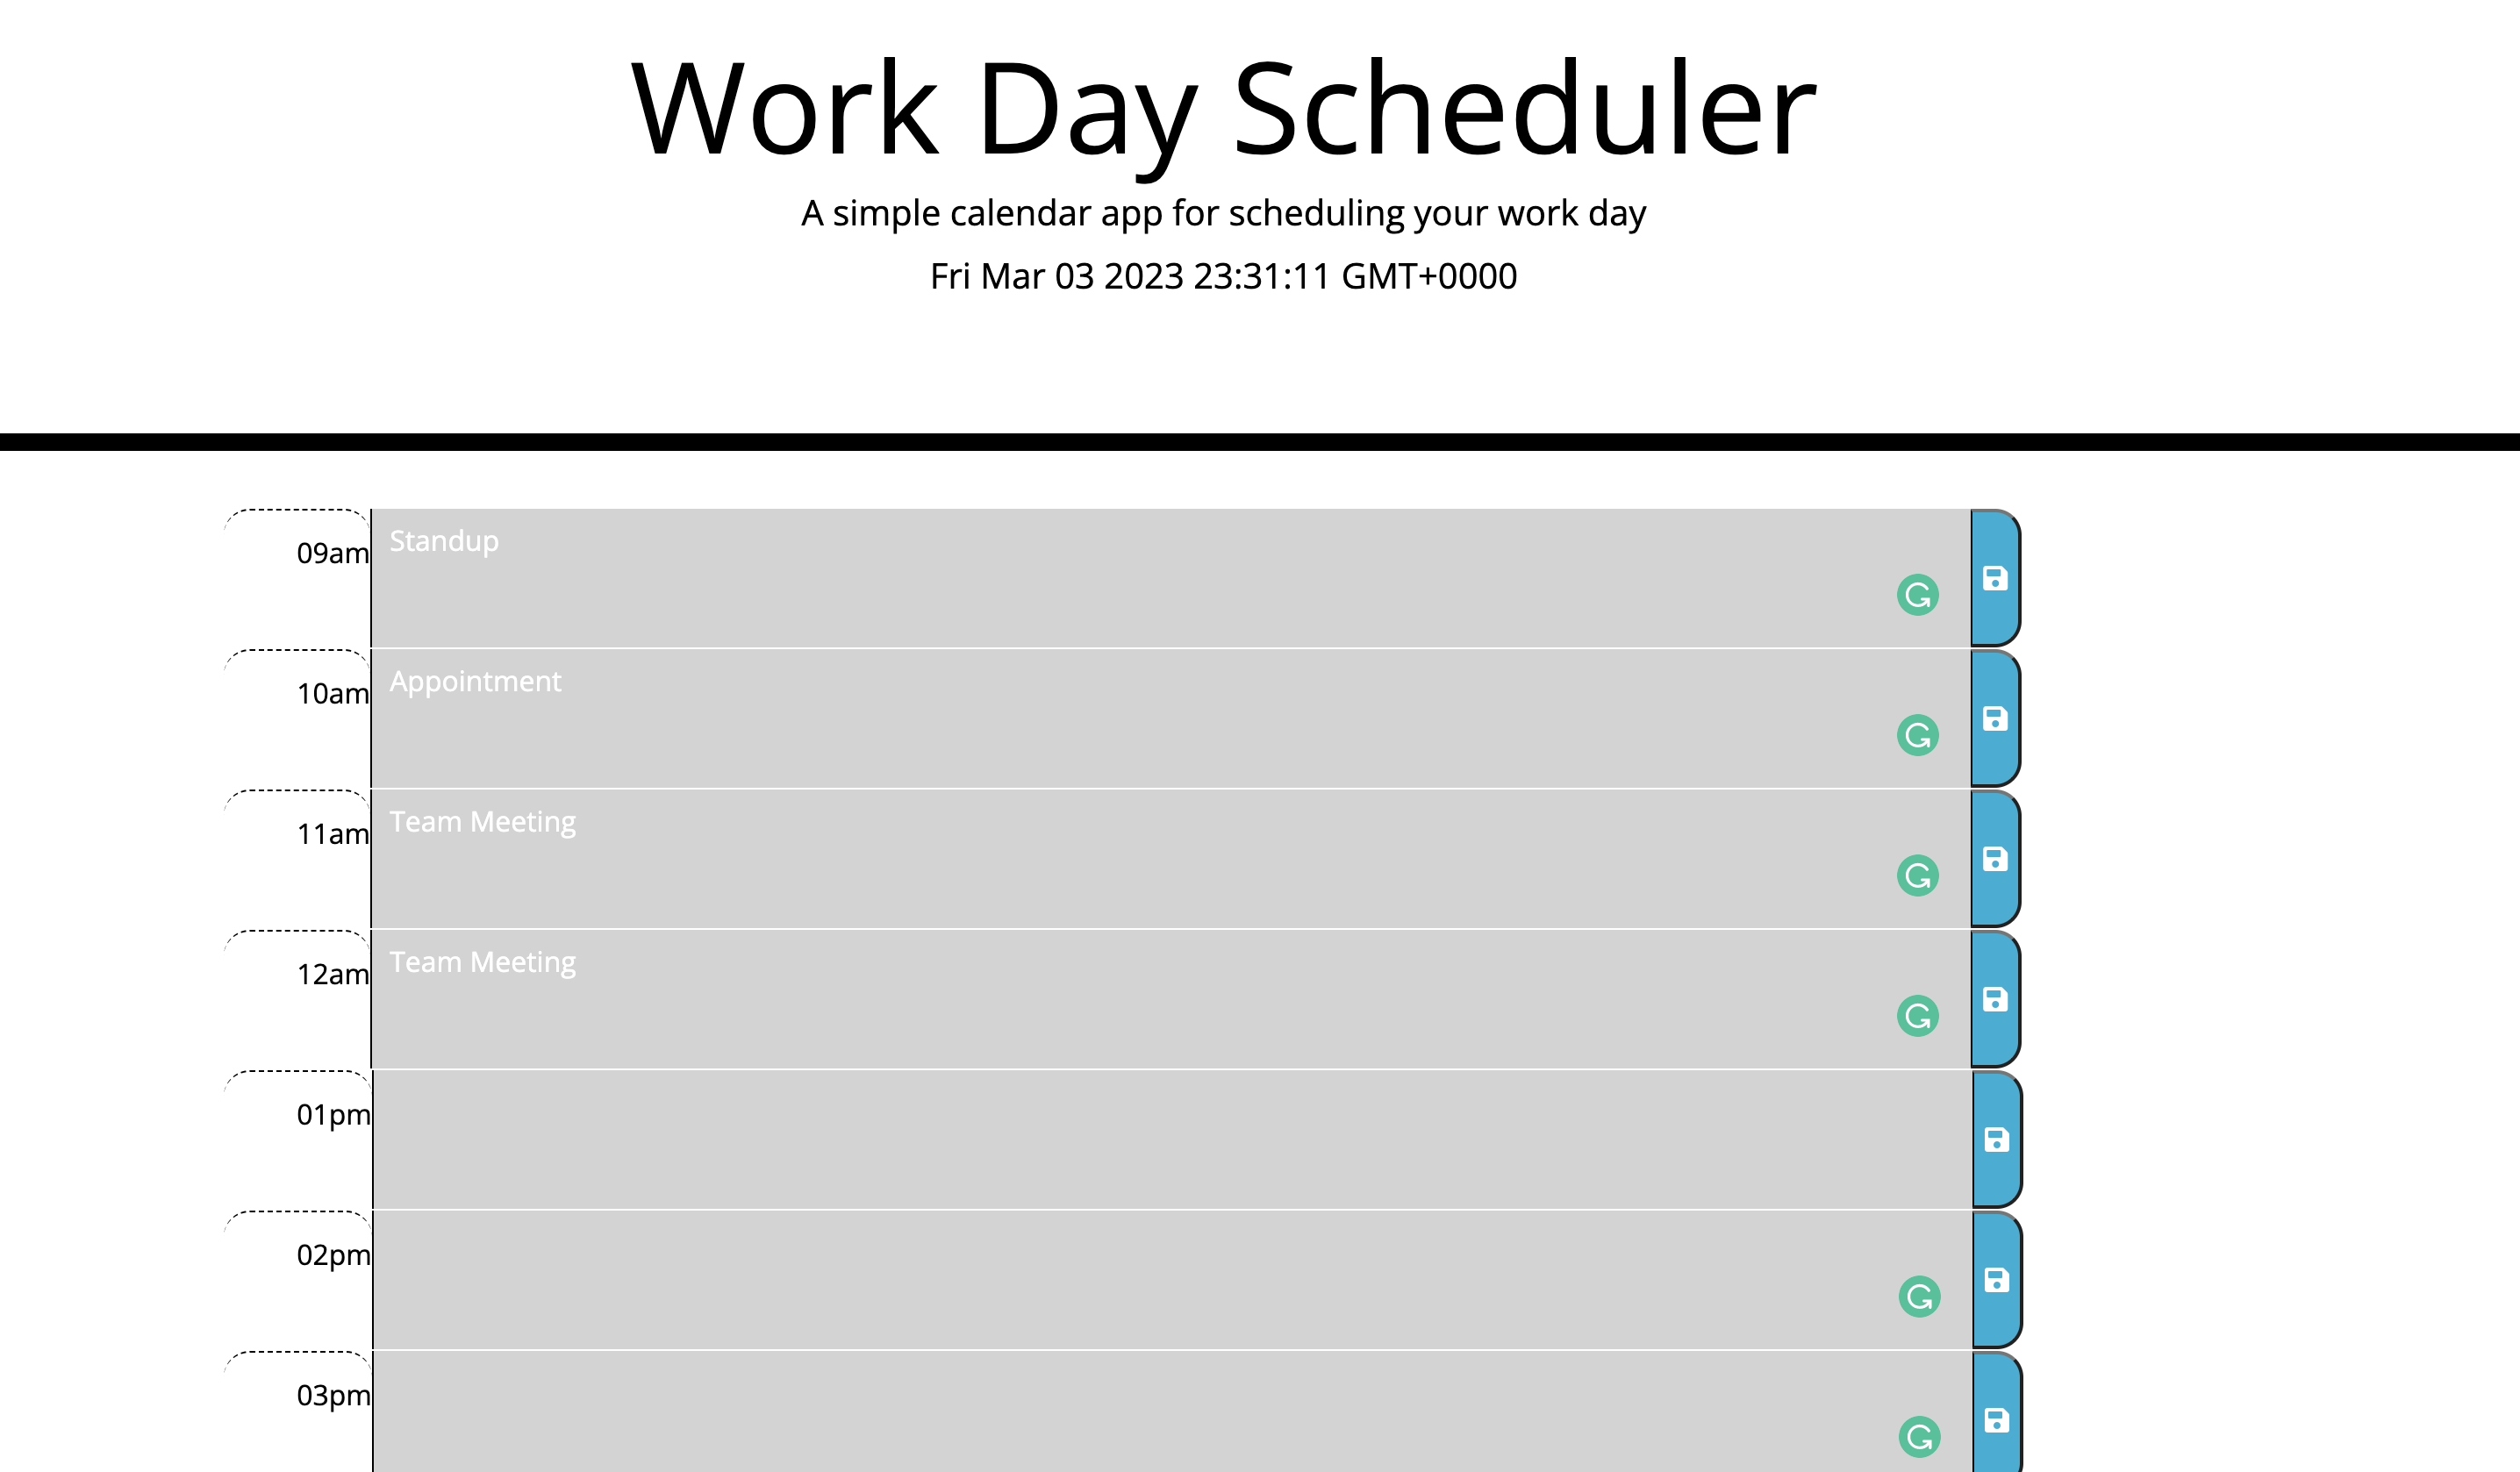 Work Day Scheduler
A simple calendar app for scheduling your work day
Fri Mar 03 2023 23:31:11 GMT+0000
09am Standup
10am Appointment
11am Team Meeting
12am Team Meeting
01pm
02pm
03pm